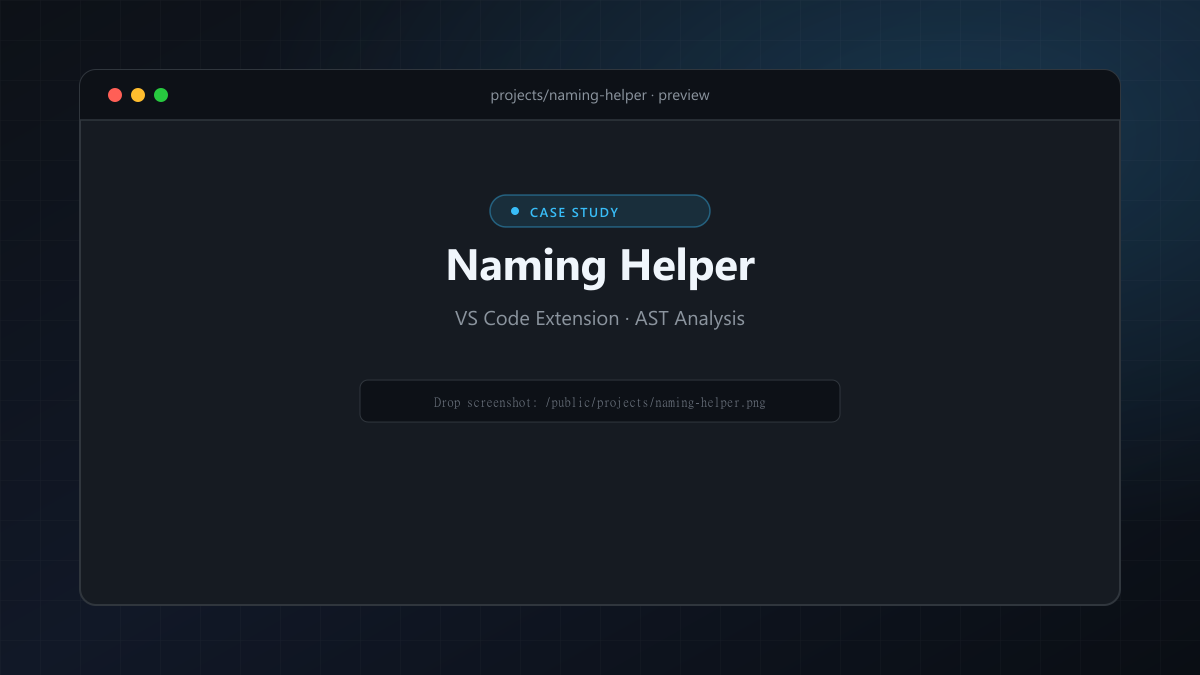 projects/naming-helper · preview
CASE STUDY
Naming Helper
VS Code Extension · AST Analysis
Drop screenshot: /public/projects/naming-helper.png